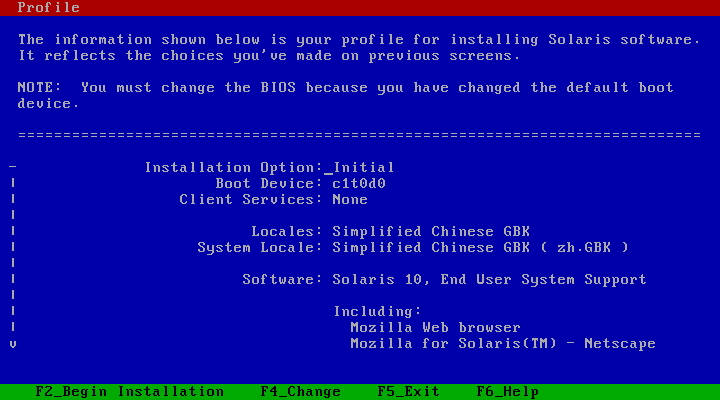 Profile
The information shown below is your profile for installing Solaris software.
It reflects the choices you've made on previous screens.
NOTE:  You must change the BIOS because you have changed the default boot
device.
============================================================================
- Installation Option:_Initial
| Boot Device: c1t0d0
| Client Services: None
|
| Locales: Simplified Chinese GBK
| System Locale: Simplified Chinese GBK ( zh.GBK )
|
| Software: Solaris 10, End User System Support
|
| Including:
| Mozilla Web browser
v Mozilla for Solaris(TM) - Netscape
F2_Begin Installation    F4_Change    F5_Exit    F6_Help